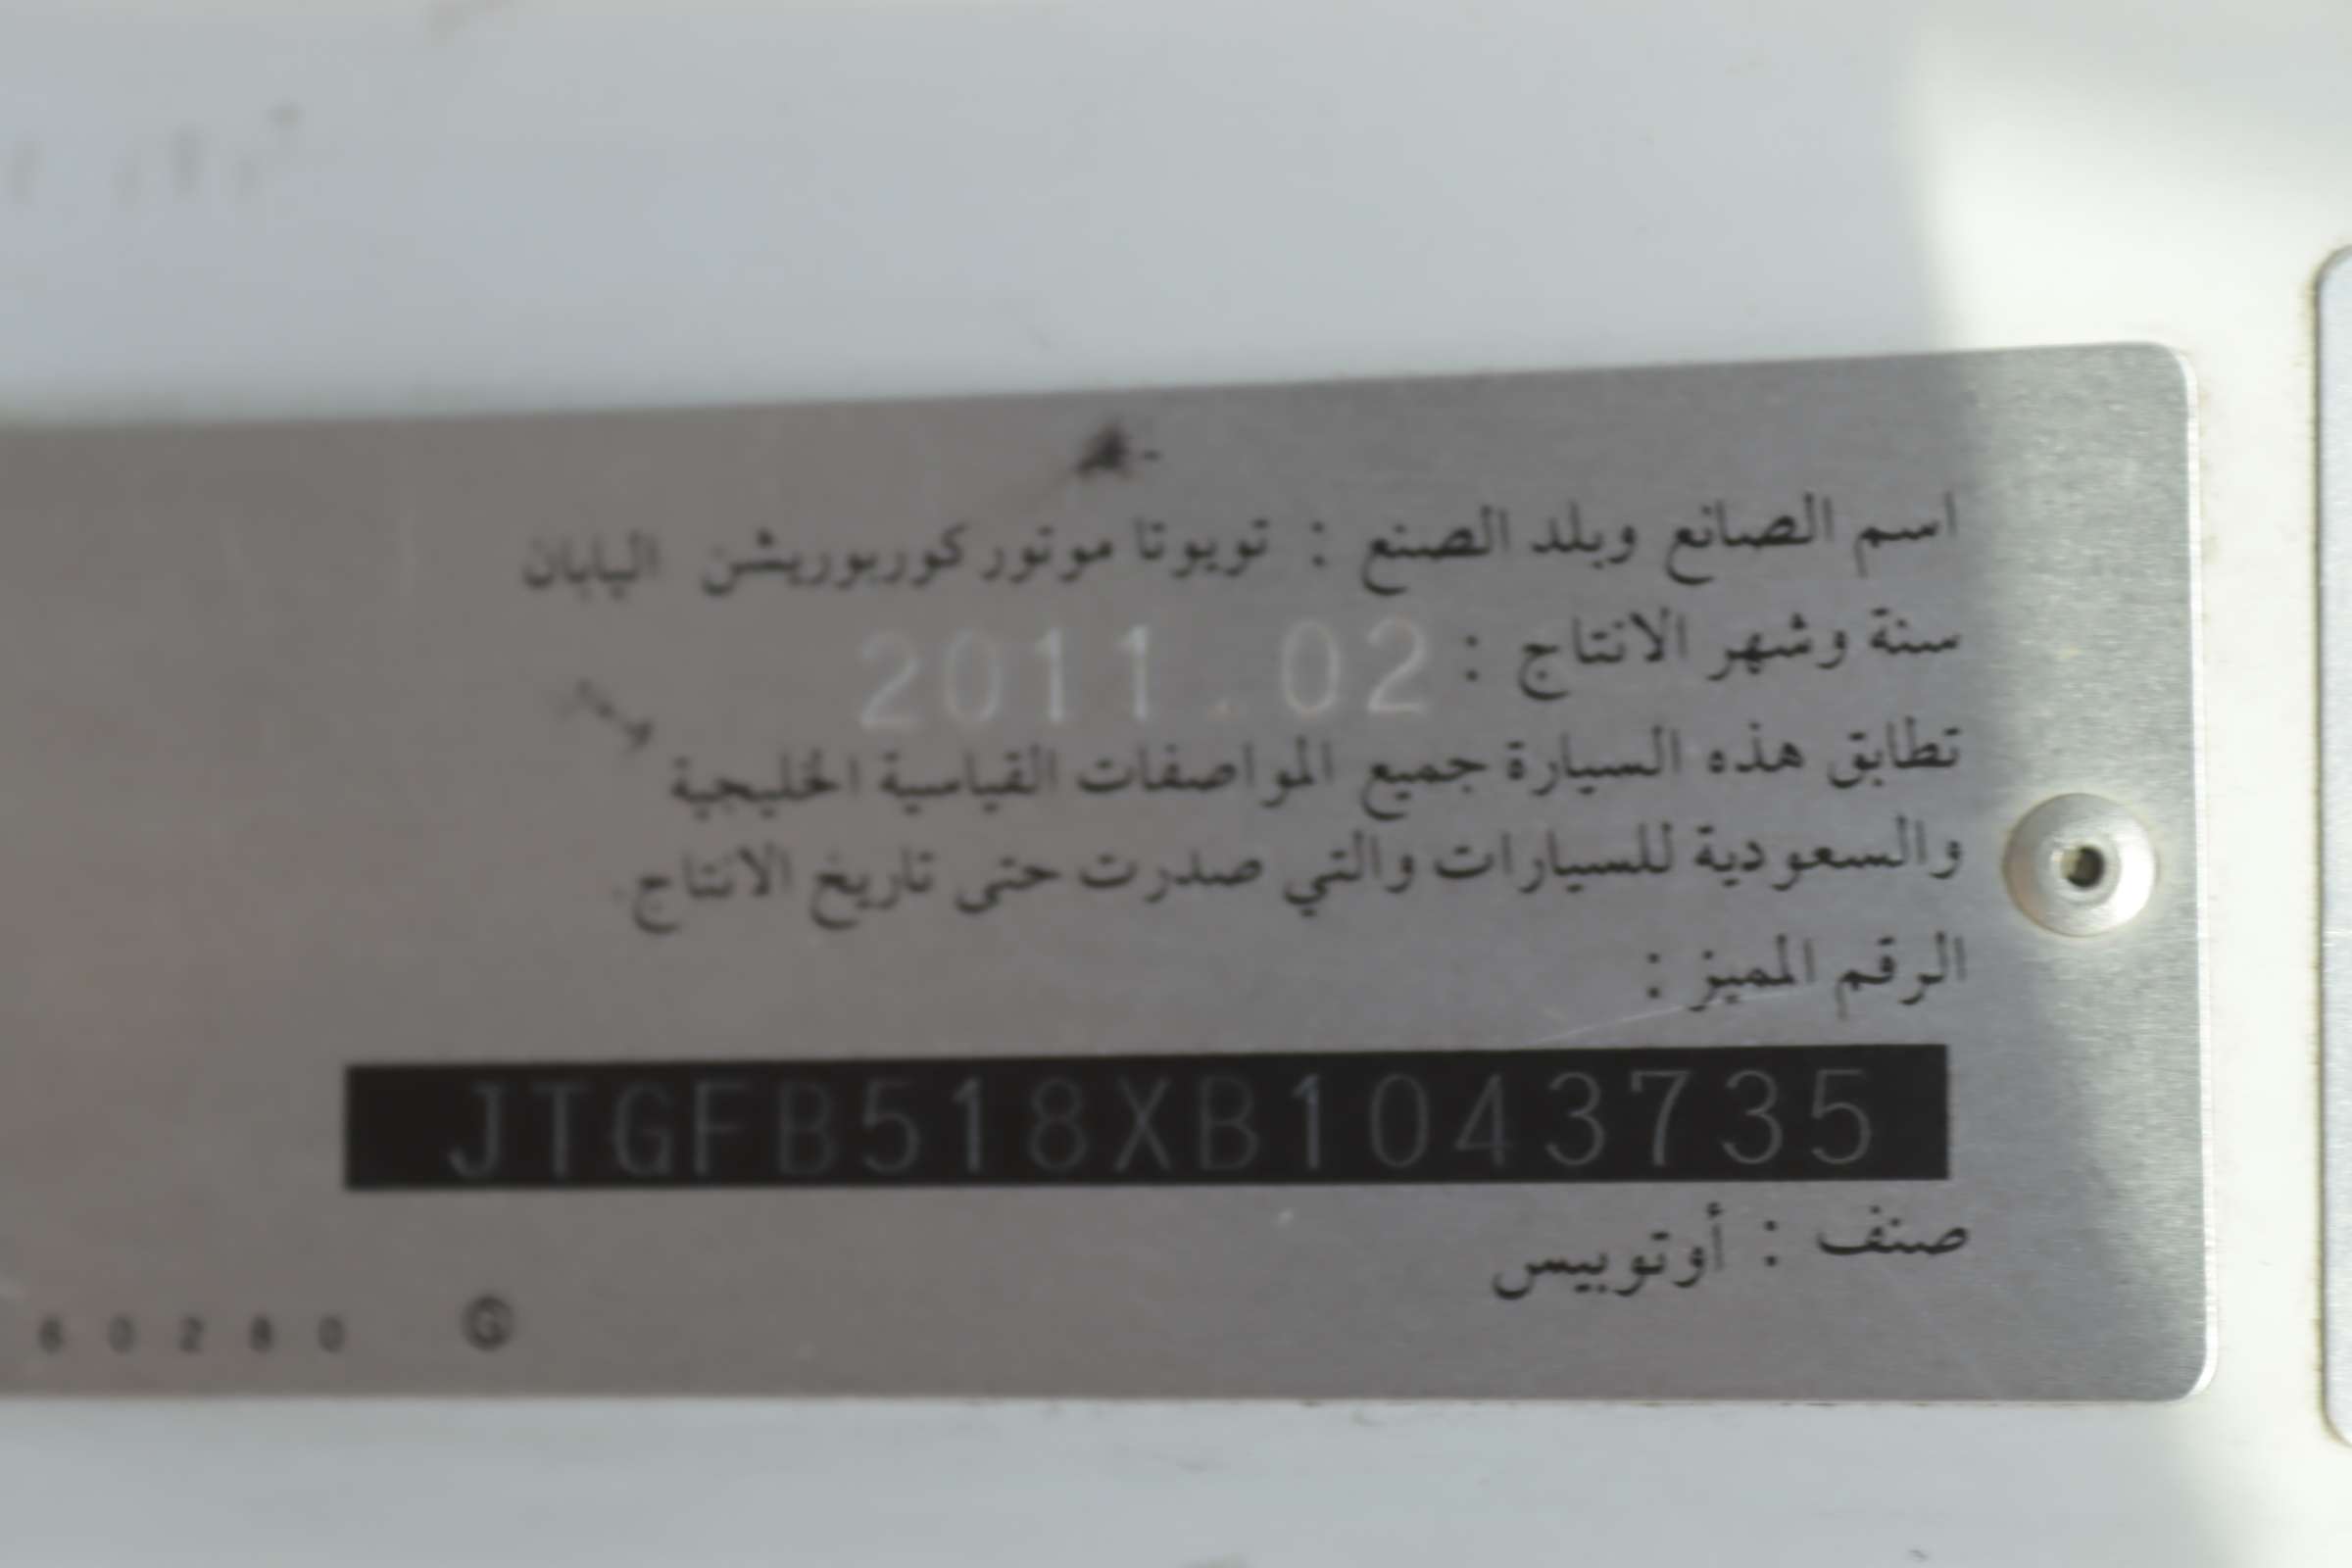 اسم الصانع وبلد الصنع : تويوتا موتور كوربوريشن اليابان
سنة وشهر الانتاج : 2011.02
تطابق هذه السيارة جميع المواصفات القياسية الخليجية
والسعودية للسيارات والتي صدرت حتى تاريخ الانتاج.
الرقم المميز :
JTGFB518XB1043735
صنف : أوتوبيس
60280 G